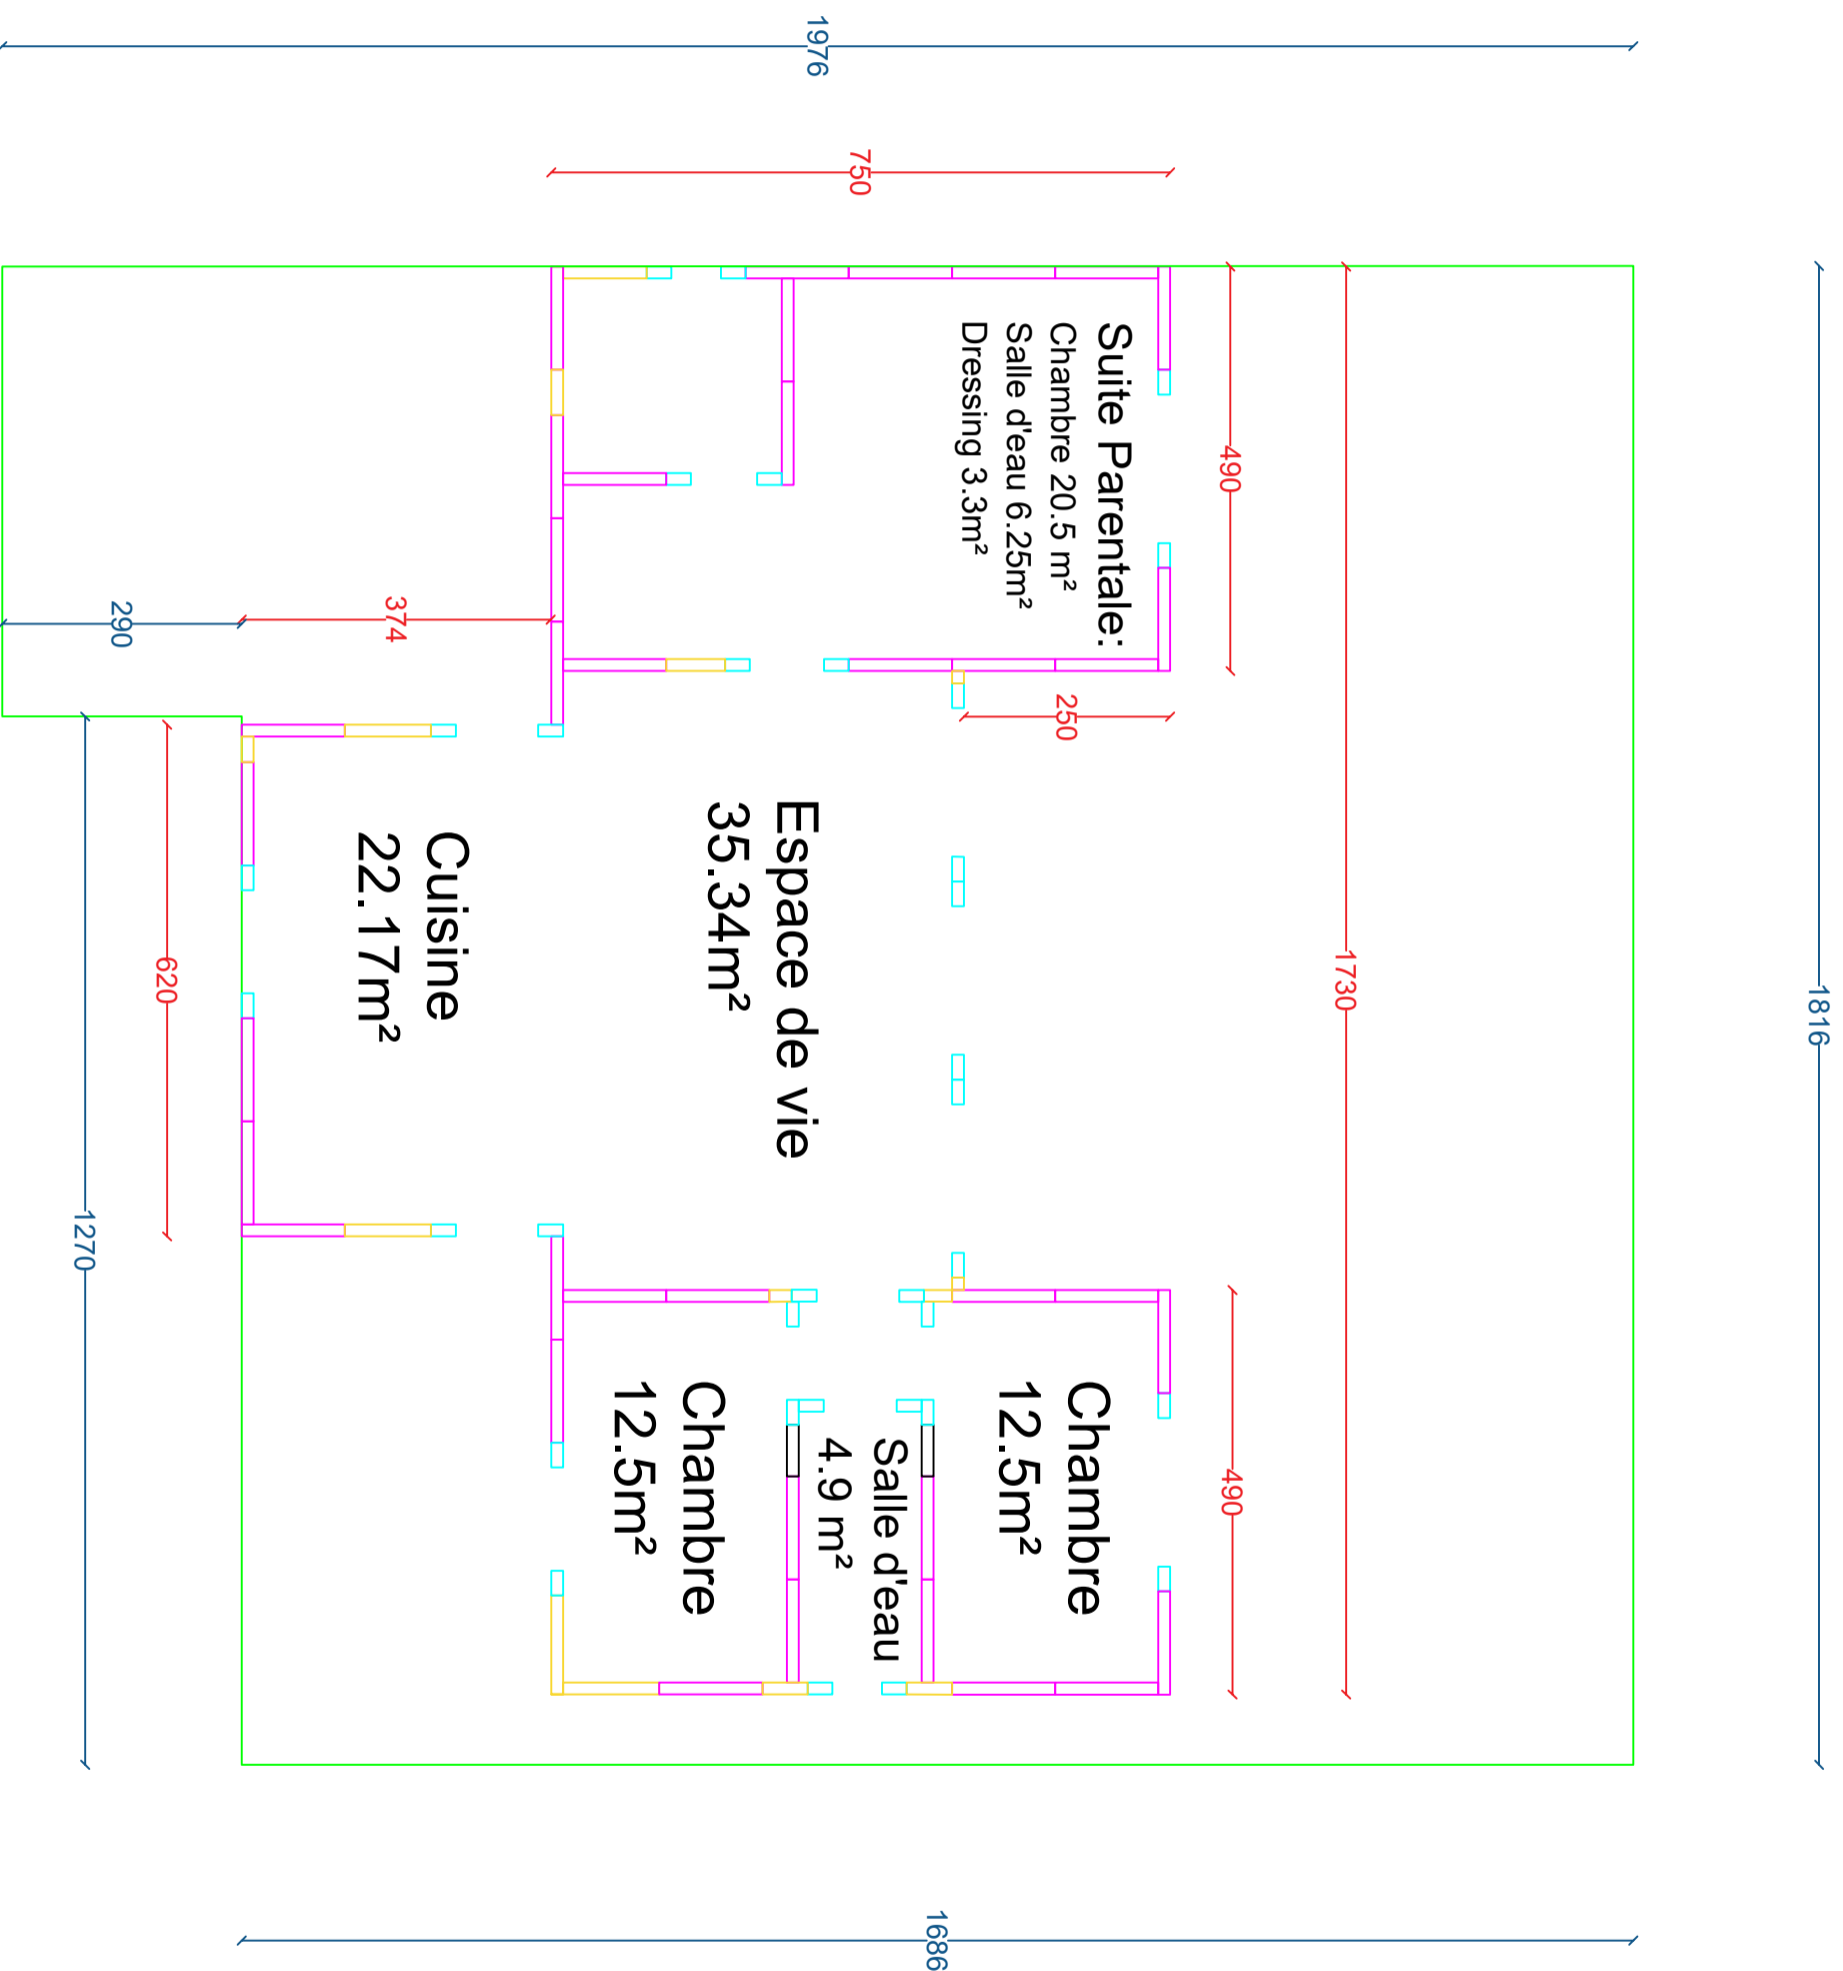 1816
1730
490
490
250
750
1976
1686
374
290
620
1270
Suite Parentale:
Chambre 20.5 m²
Salle d'eau 6.25m²
Dressing 3.3m²
Espace de vie
35.34m²
Cuisine
22.17m²
Chambre
12.5m²
Salle d'eau
4.9 m²
Chambre
12.5m²